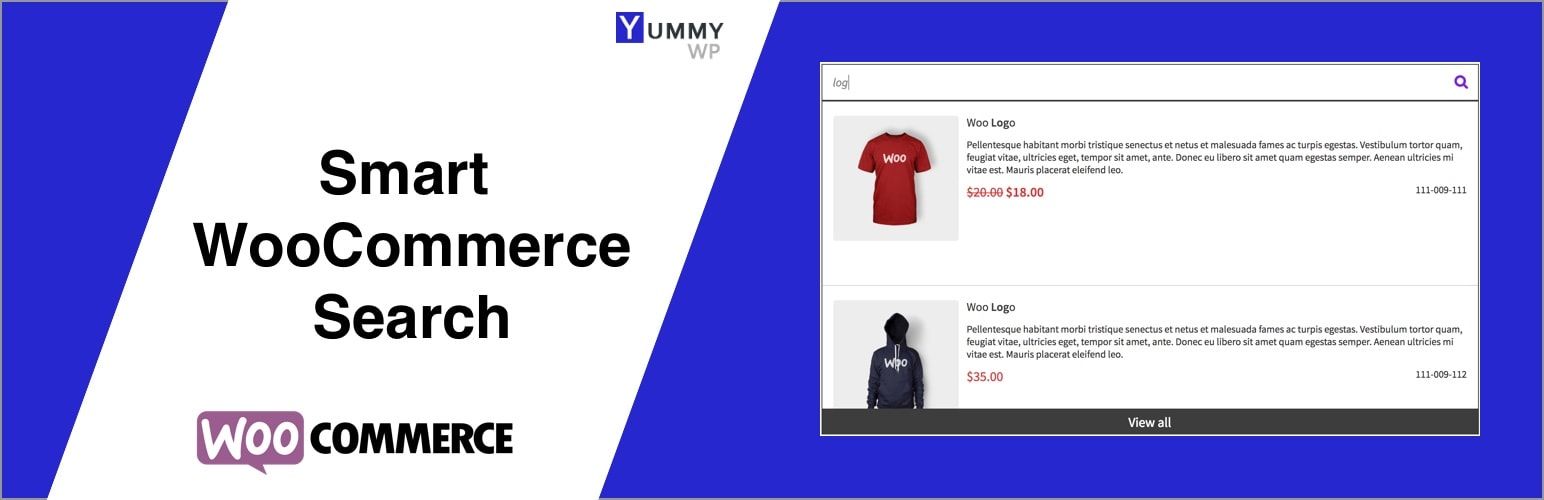 YUMMY
WP
Smart
WooCommerce
Search
WOO COMMERCE
log
Woo Logo
Pellentesque habitant morbi tristique senectus et netus et malesuada fames ac turpis egestas. Vestibulum tortor quam,
feugiat vitae, ultricies eget, tempor sit amet, ante. Donec eu libero sit amet quam egestas semper. Aenean ultricies mi
vitae est. Mauris placerat eleifend leo.
$20.00 $18.00
111-009-111
WOO
Woo Logo
Pellentesque habitant morbi tristique senectus et netus et malesuada fames ac turpis egestas. Vestibulum tortor quam,
feugiat vitae, ultricies eget, tempor sit amet, ante. Donec eu libero sit amet quam egestas semper. Aenean ultricies mi
vitae est. Mauris placerat eleifend leo.
$35.00
111-009-112
WOO
View all